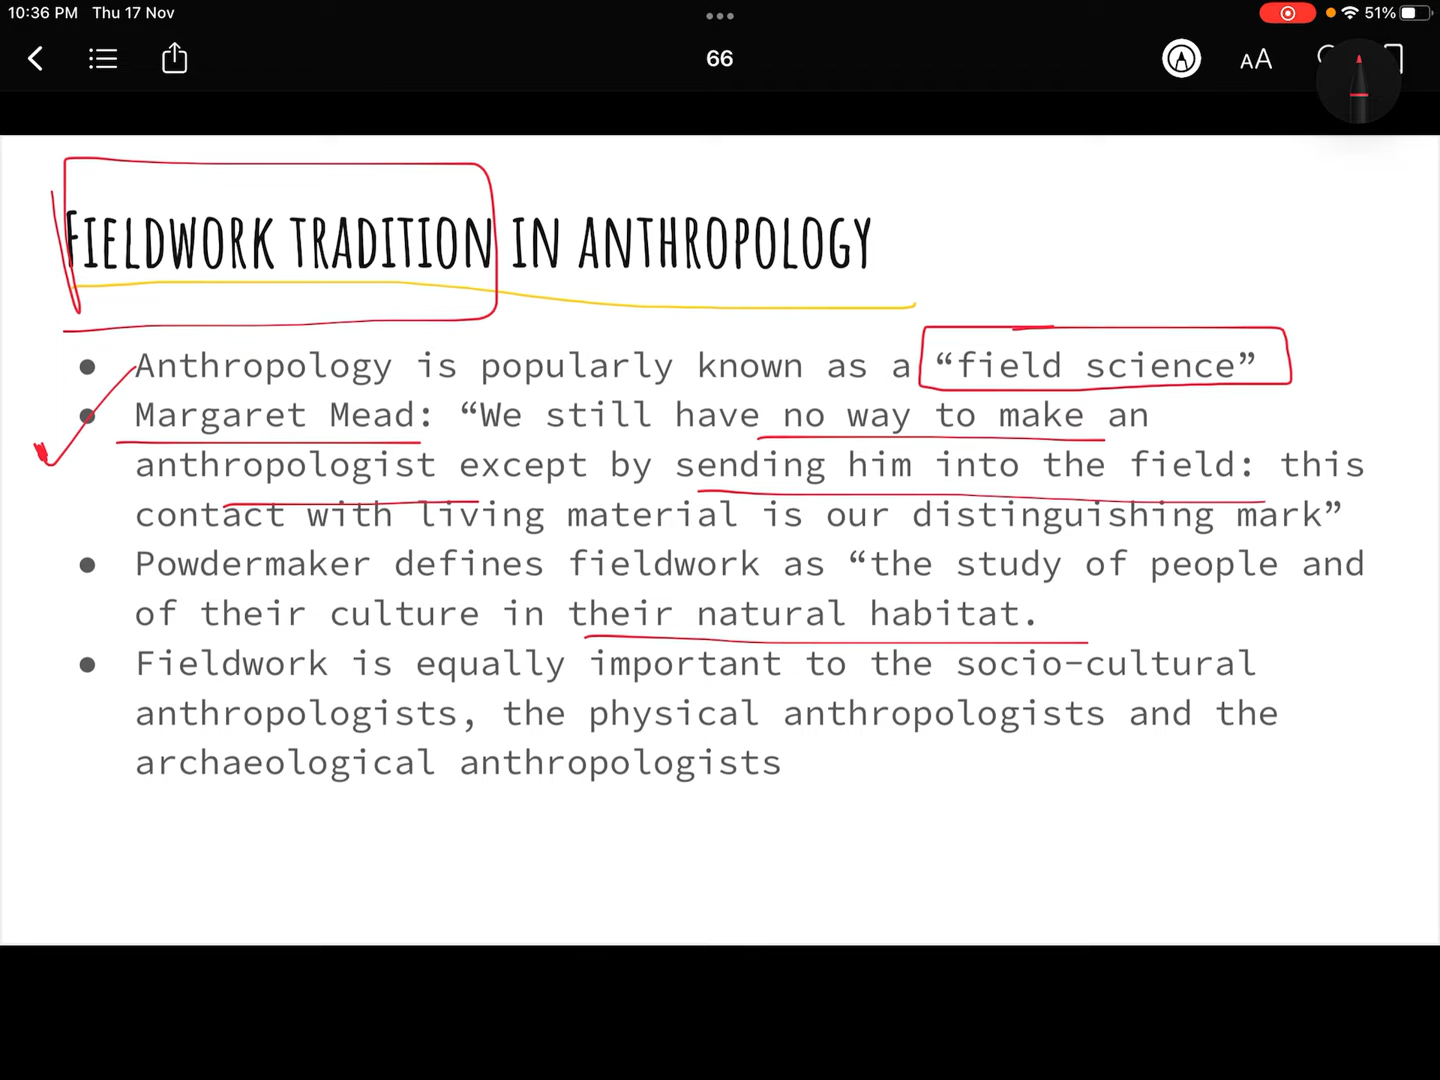 10:36 PM Thu 17 Nov
51%
66
AA
FIELDWORK TRADITION IN ANTHROPOLOGY
● Anthropology is popularly known as a “field science”
● Margaret Mead: “We still have no way to make an
anthropologist except by sending him into the field: this
contact with living material is our distinguishing mark”
● Powdermaker defines fieldwork as “the study of people and
of their culture in their natural habitat.
● Fieldwork is equally important to the socio-cultural
anthropologists, the physical anthropologists and the
archaeological anthropologists